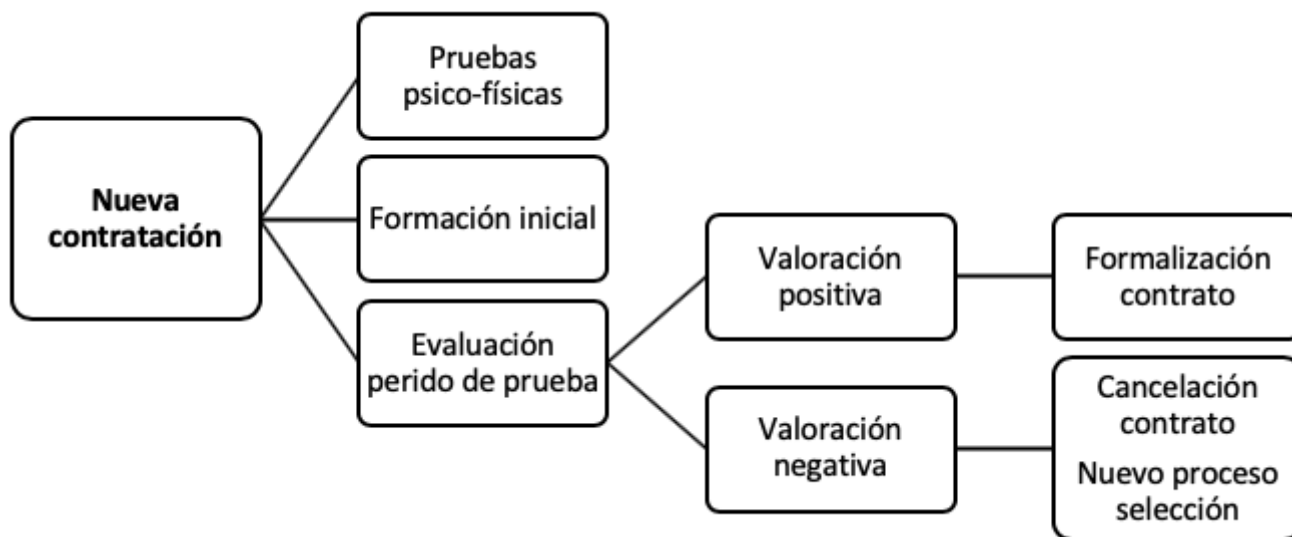 Nueva
contratación
Pruebas
psico-físicas
Formación inicial
Evaluación
perido de prueba
Valoración
positiva
Valoración
negativa
Formalización
contrato
Cancelación
contrato
Nuevo proceso
selección